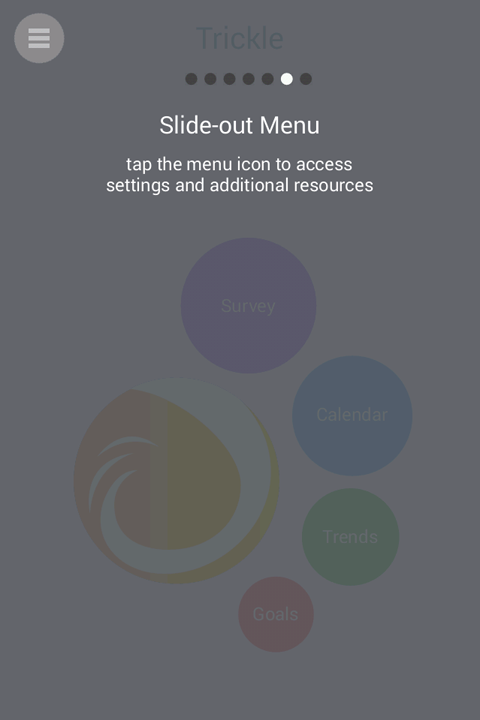 Trickle
Slide-out Menu
tap the menu icon to access
settings and additional resources
Survey
Calendar
Trends
Goals